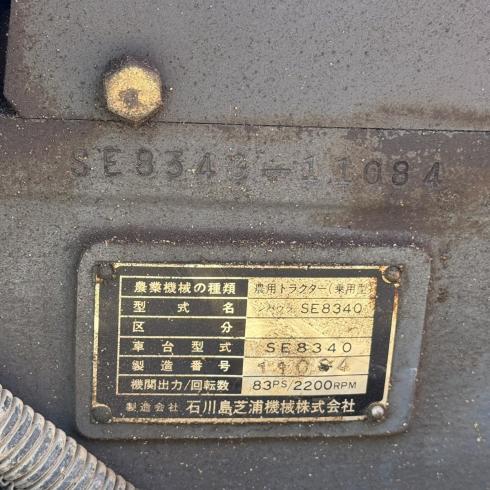 SE8340-11084
農業機械の種類 農用トラクター(乗用型)
型式名 シバウラ SE8340
区分
車台型式 SE8340
製造番号 11084
機関出力/回転数 83PS/2200RPM
製造会社 石川島芝浦機械株式会社